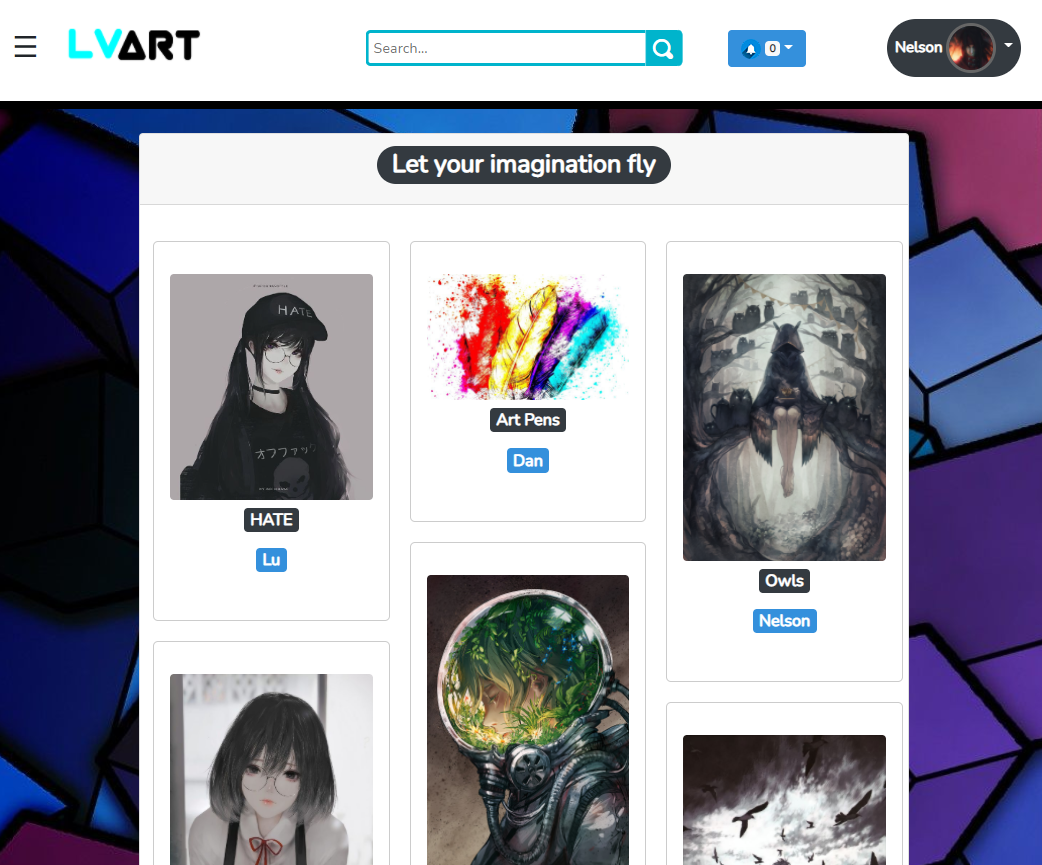 LVART
Search...
0
Nelson
Let your imagination fly
HATE
オフファック
HATE
Lu
Art Pens
Dan
Owls
Nelson